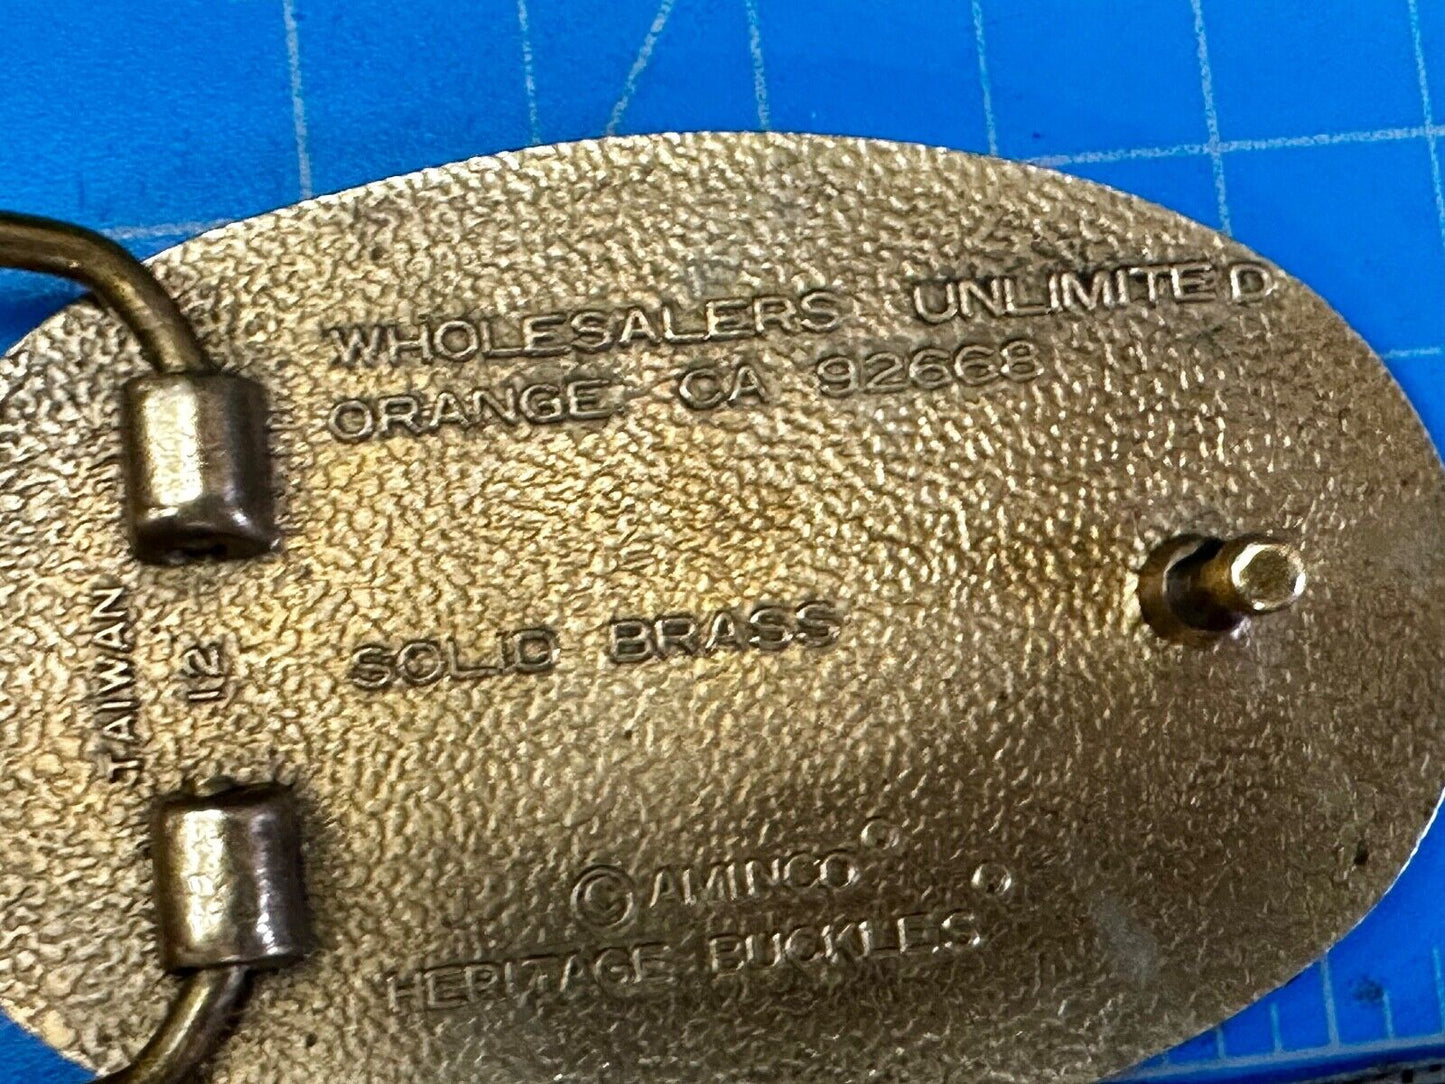 WHOLESALERS UNLIMITED
ORANGE, CA 92668
TAIWAN
12
SOLID BRASS
© AMINCO®
HERITAGE BUCKLES®